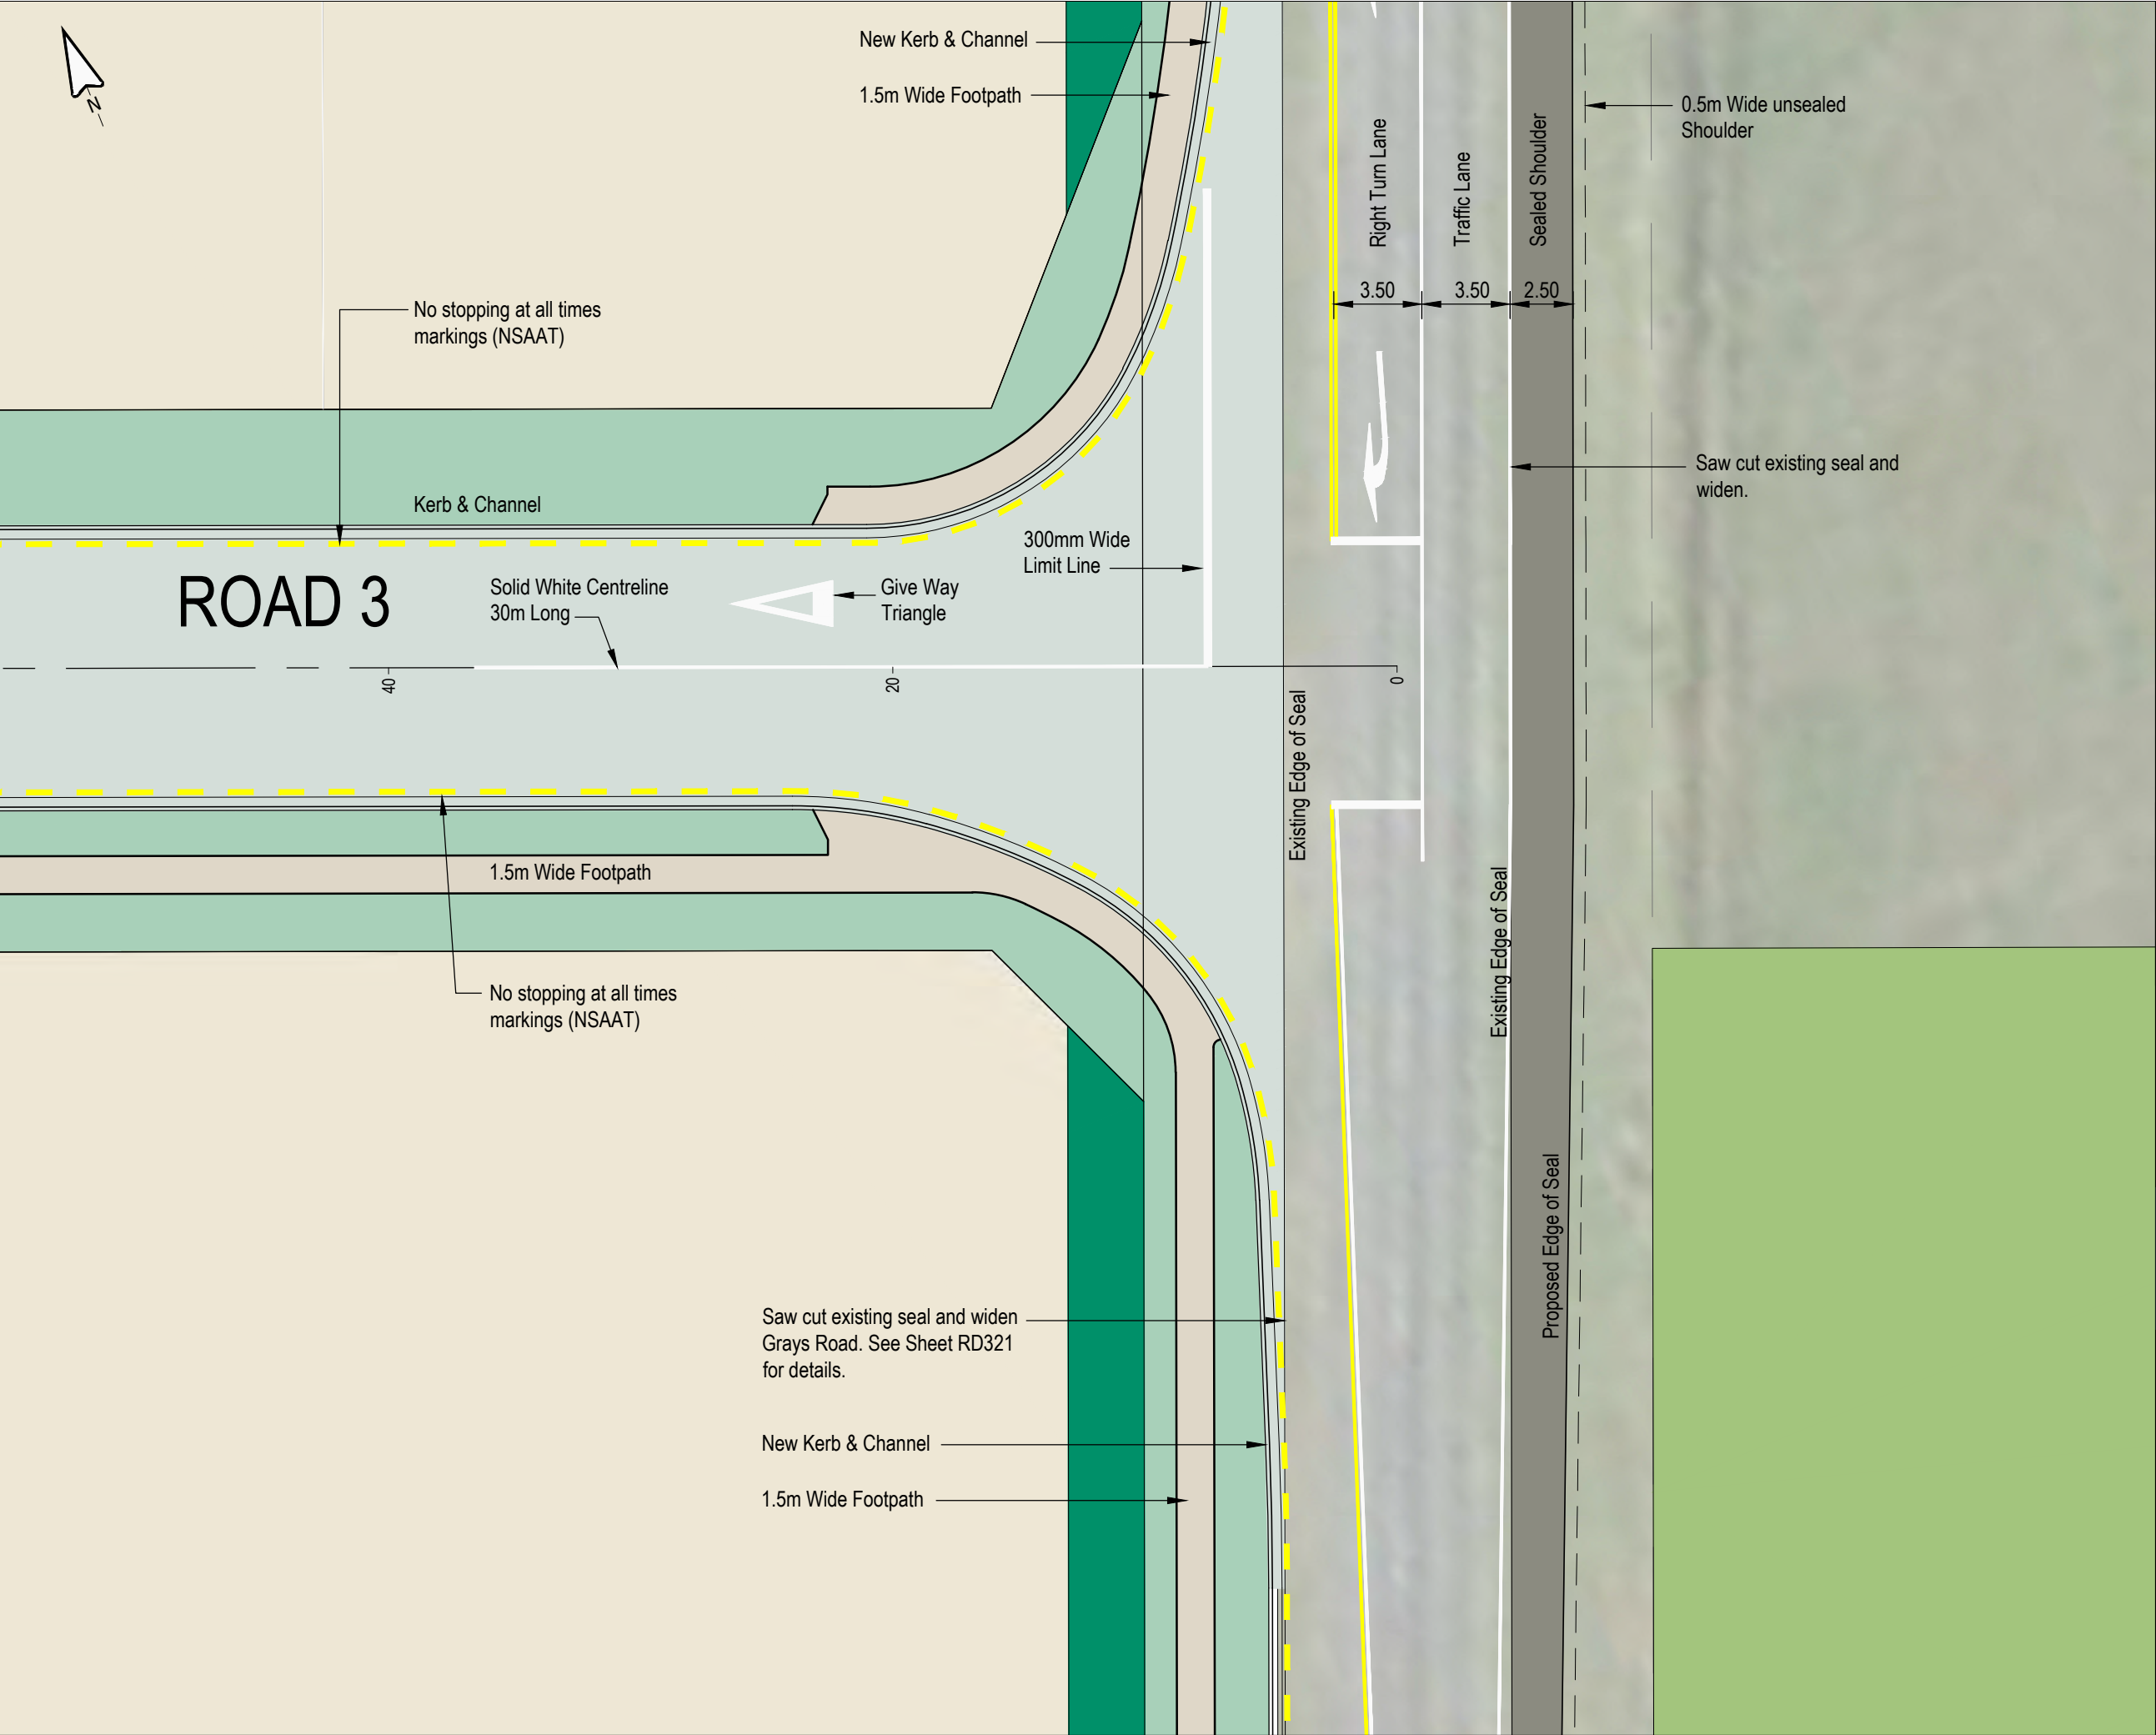 New Kerb & Channel
1.5m Wide Footpath
N
0.5m Wide unsealed
Shoulder
Right Turn Lane
Traffic Lane
Sealed Shoulder
3.50
3.50
2.50
No stopping at all times
markings (NSAAT)
Saw cut existing seal and
widen.
Kerb & Channel
300mm Wide
Limit Line
ROAD 3
Solid White Centreline
30m Long
Give Way
Triangle
40
20
0
Existing Edge of Seal
Existing Edge of Seal
1.5m Wide Footpath
No stopping at all times
markings (NSAAT)
Proposed Edge of Seal
Saw cut existing seal and widen
Grays Road. See Sheet RD321
for details.
New Kerb & Channel
1.5m Wide Footpath